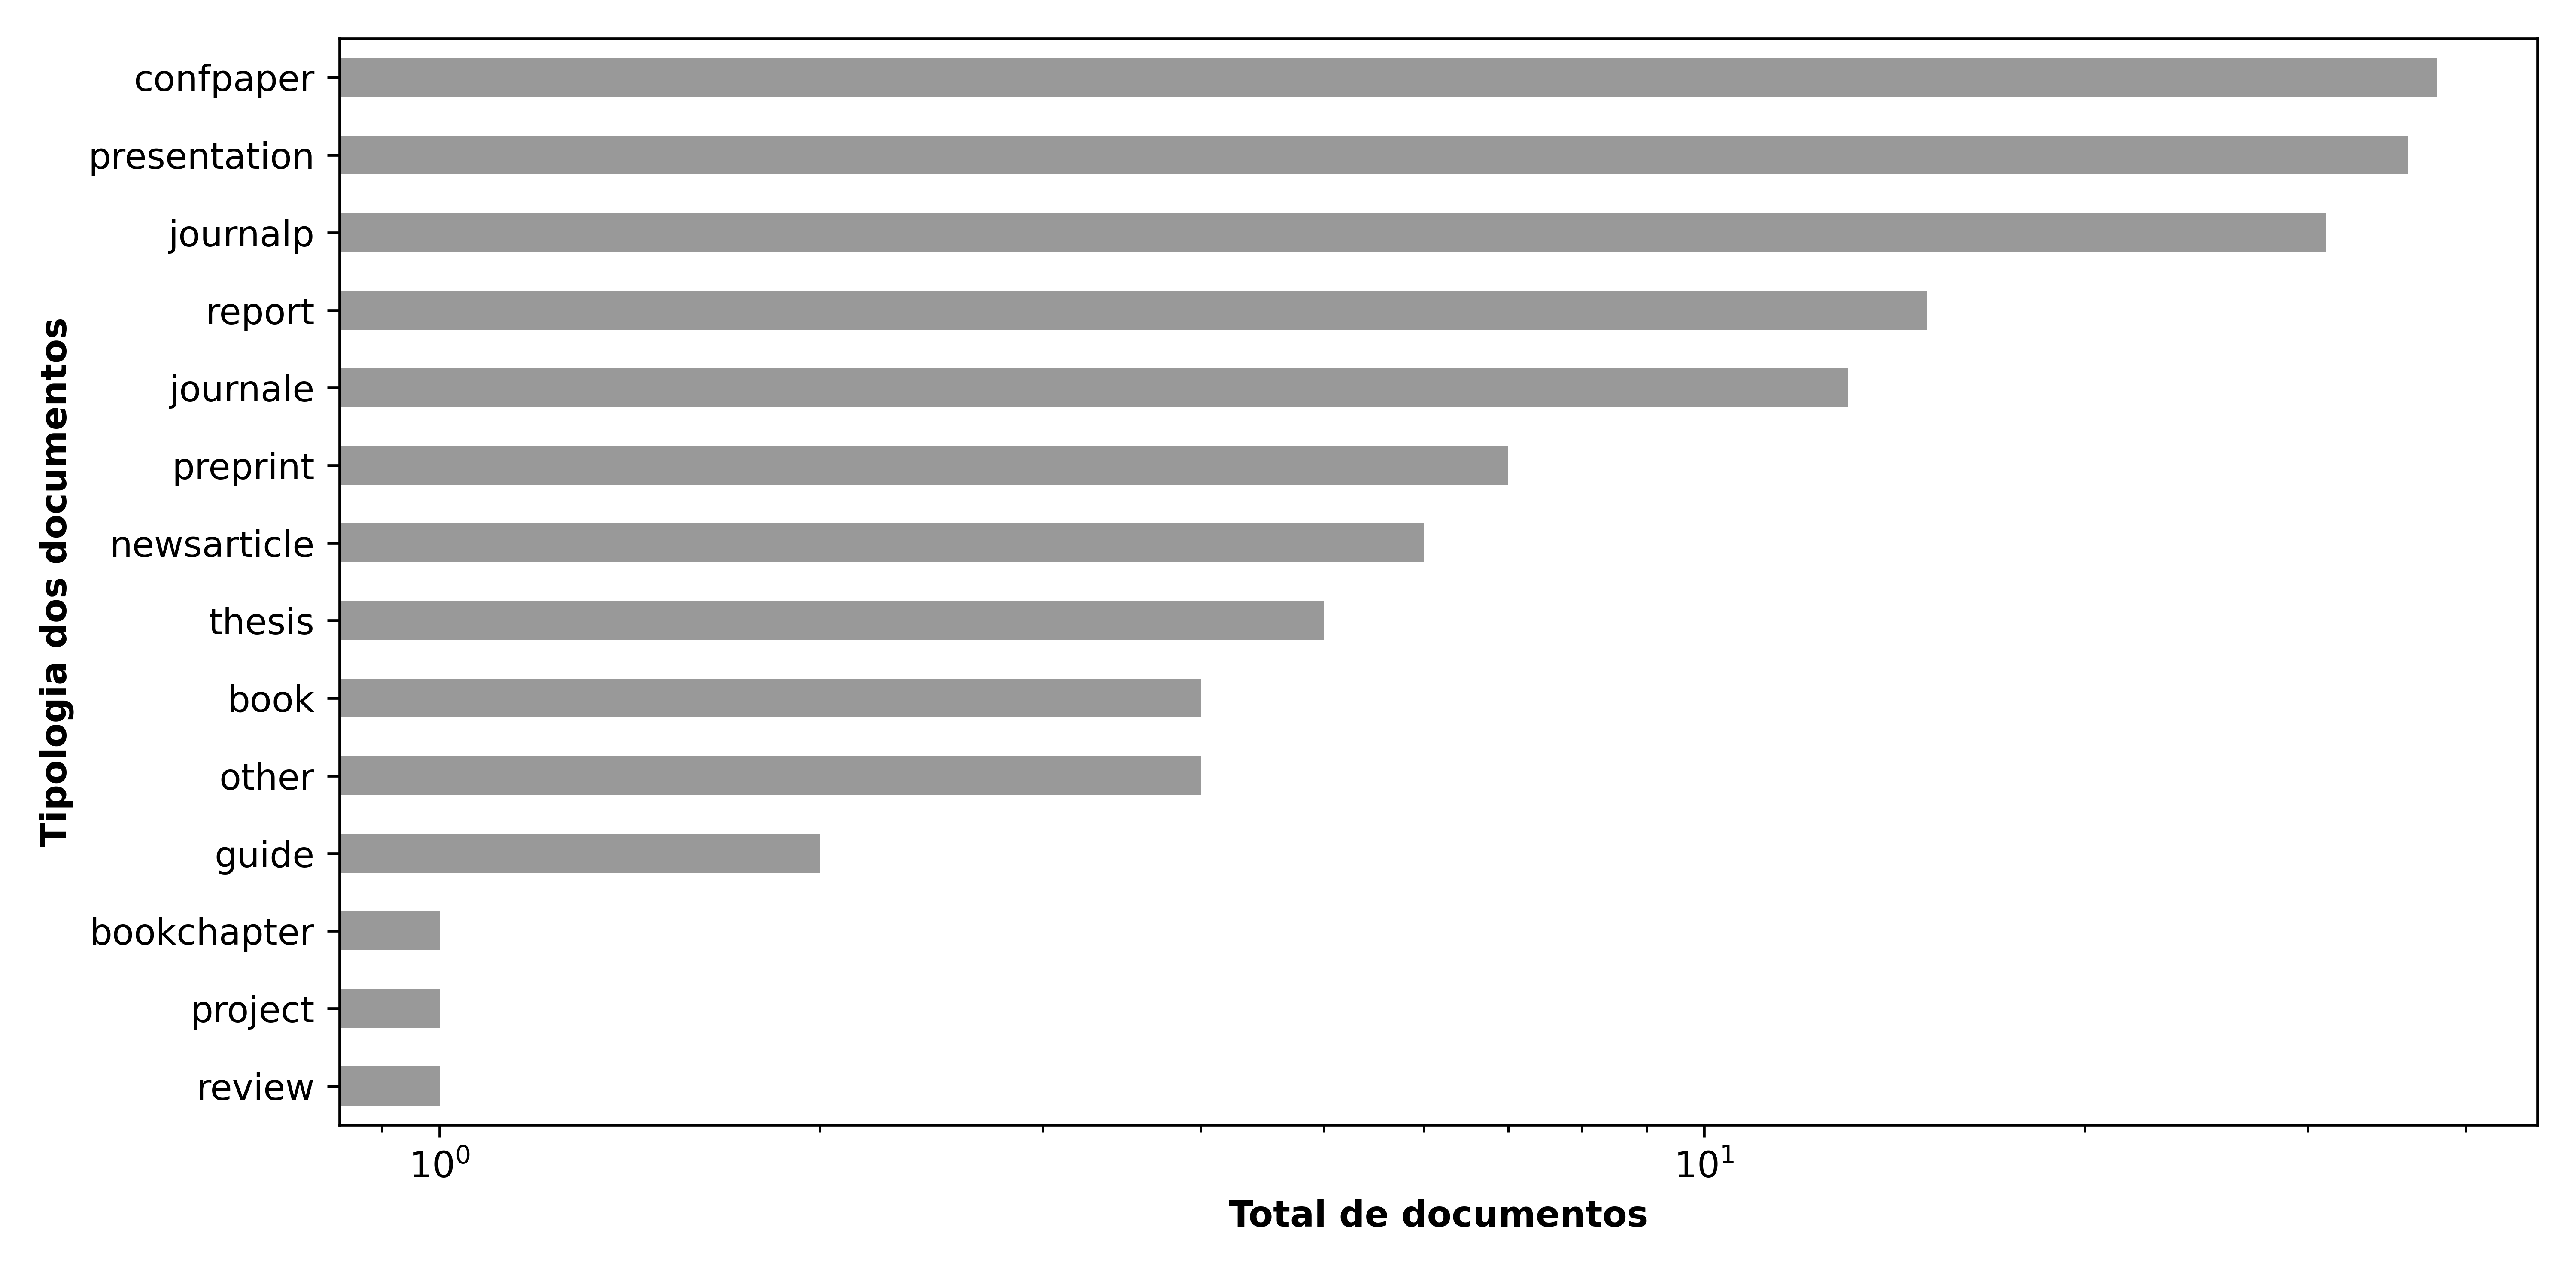 confpaper
presentation
journalp
report
journale
preprint
newsarticle
thesis
book
other
guide
bookchapter
project
review
Tipologia dos documentos
10⁰ 10¹
Total de documentos